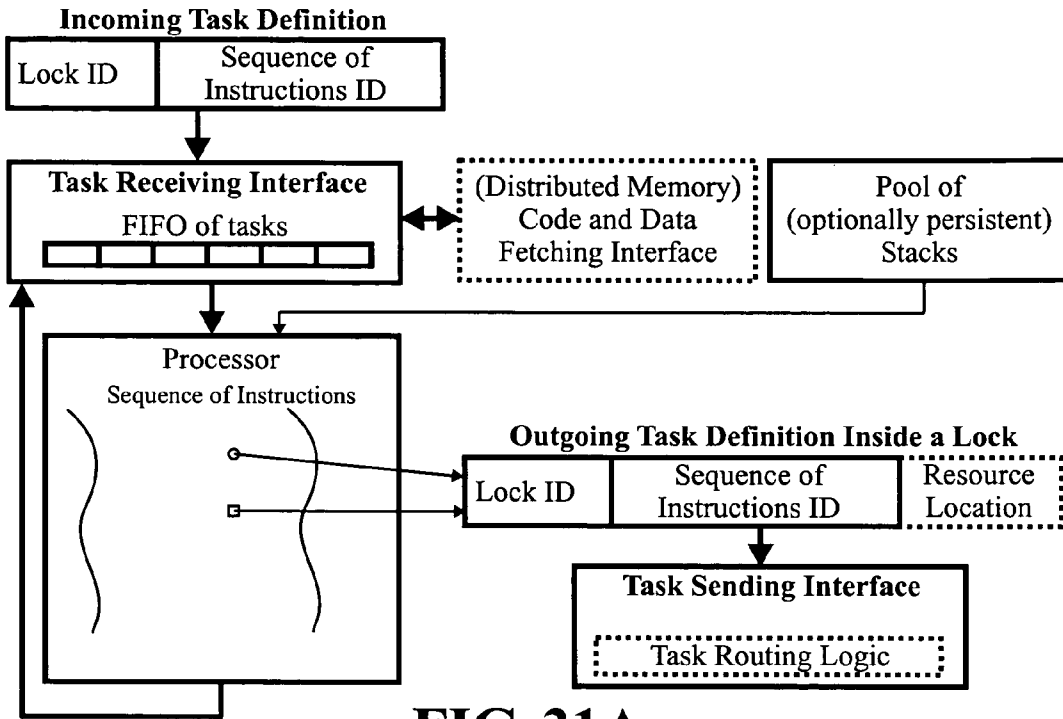 Incoming Task Definition
Lock ID
Sequence of
Instructions ID
Task Receiving Interface
FIFO of tasks
(Distributed Memory)
Code and Data
Fetching Interface
Pool of
(optionally persistent)
Stacks
Processor
Sequence of Instructions
Outgoing Task Definition Inside a Lock
Lock ID
Sequence of
Instructions ID
Resource
Location
Task Sending Interface
Task Routing Logic
FIG. 31A